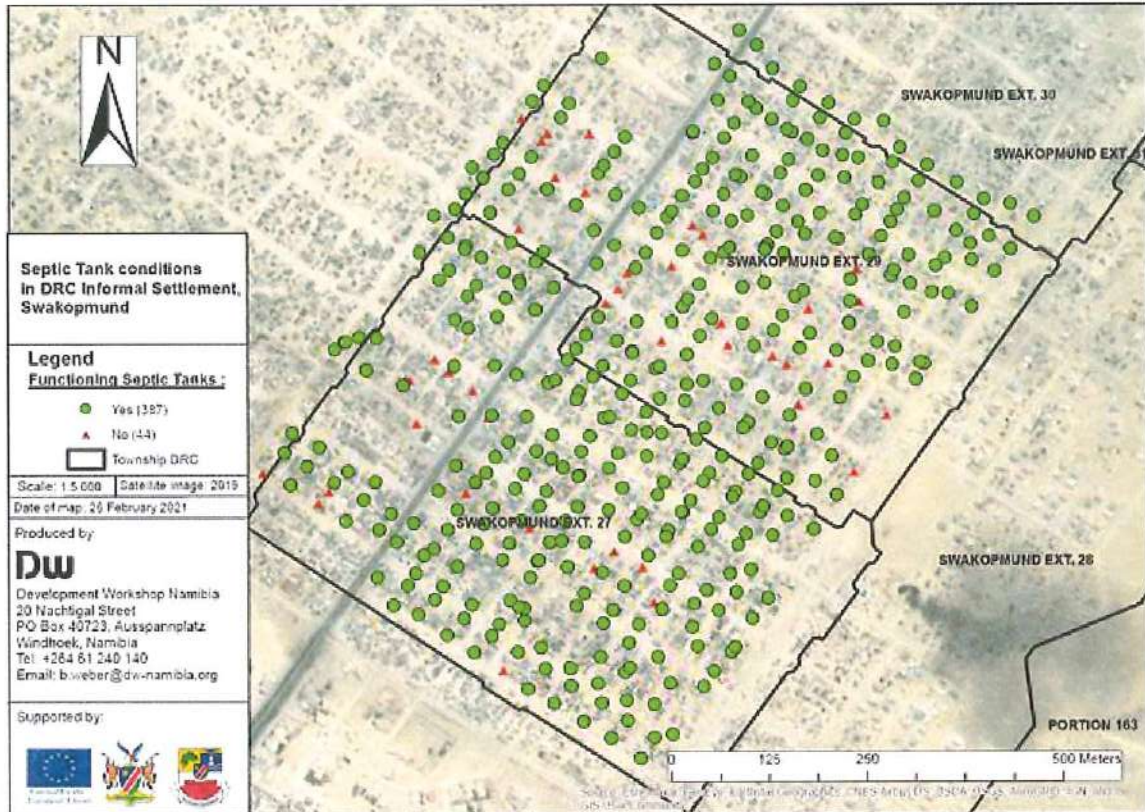 N
SWAKOPMUND EXT. 30
SWAKOPMUND EXT.
SWAKOPMUND EXT. 29
SWAKOPMUND EXT. 27
SWAKOPMUND EXT. 28
PORTION 163
Septic Tank conditions
in DRC Informal Settlement,
Swakopmund
Legend
Functioning Septic Tanks :
Yes (387)
No (44)
Township DRC
Scale: 1:5 000
Satellite image: 2019
Date of map: 26 February 2021
Produced by
Dw
Development Workshop Namibia
20 Nachtigal Street
PO Box 40723, Ausspannplatz
Windhoek, Namibia
Tel: +264 61 240 140
Email: b.weber@dw-namibia.org
Supported by:
0 125 250 500 Meters